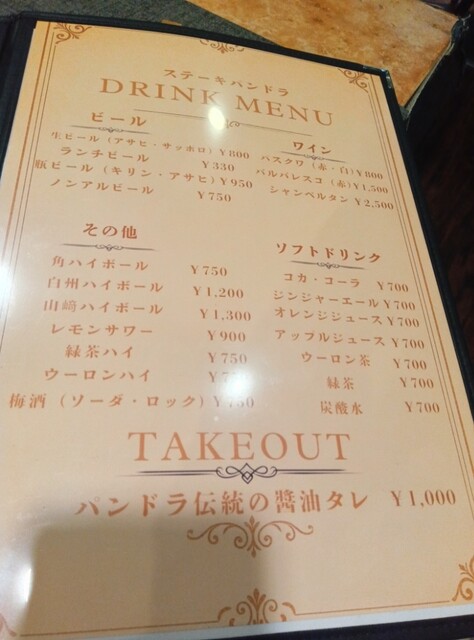 ステーキパンドラ
DRINK MENU
ビール
生ビール（アサヒ・サッポロ）¥800
ランチビール ¥330
瓶ビール（キリン・アサヒ）¥950
ノンアルビール ¥750
ワイン
パスクワ（赤・白）¥800
バルバレスコ（赤）¥1,500
シャンベルタン ¥2,500
その他
角ハイボール ¥750
白州ハイボール ¥1,200
山崎ハイボール ¥1,300
レモンサワー ¥900
緑茶ハイ ¥750
ウーロンハイ
梅酒（ソーダ・ロック）
ソフトドリンク
コカ・コーラ ¥700
ジンジャーエール ¥700
オレンジジュース ¥700
アップルジュース ¥700
ウーロン茶 ¥700
緑茶 ¥700
炭酸水 ¥700
TAKEOUT
パンドラ伝統の醬油タレ ¥1,000